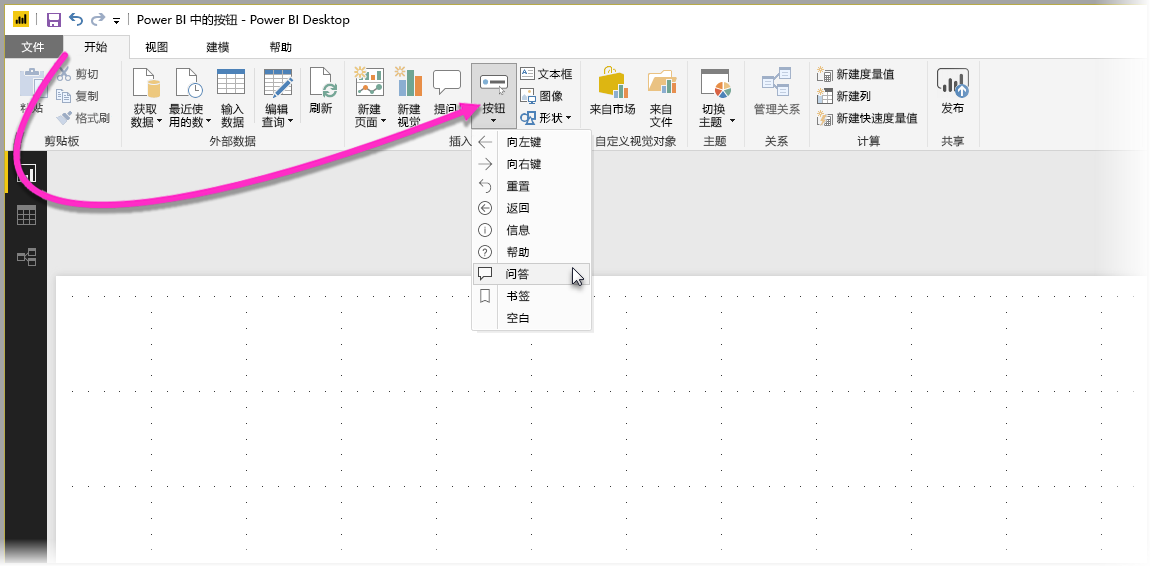 Power BI 中的按钮 - Power BI Desktop
文件 开始 视图 建模 帮助
粘贴
剪切
复制
格式刷
剪贴板
获取
数据
最近使
用的数据
输入
数据
外部数据
编辑
查询
刷新
新建
页面
新建
视觉
提问
按钮
文本框
图像
形状
插入
来自市场
来自
文件
自定义视觉对象
切换
主题
主题
管理关系
关系
新建度量值
新建列
新建快速度量值
计算
发布
共享
向左键
向右键
重置
返回
信息
帮助
问答
书签
空白